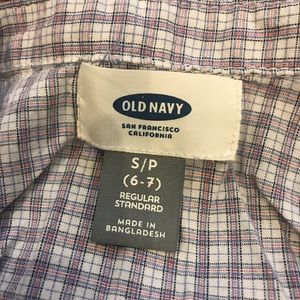 OLD NAVY
SAN FRANCISCO
CALIFORNIA
S/P
(6-7)
REGULAR
STANDARD
MADE IN
BANGLADESH